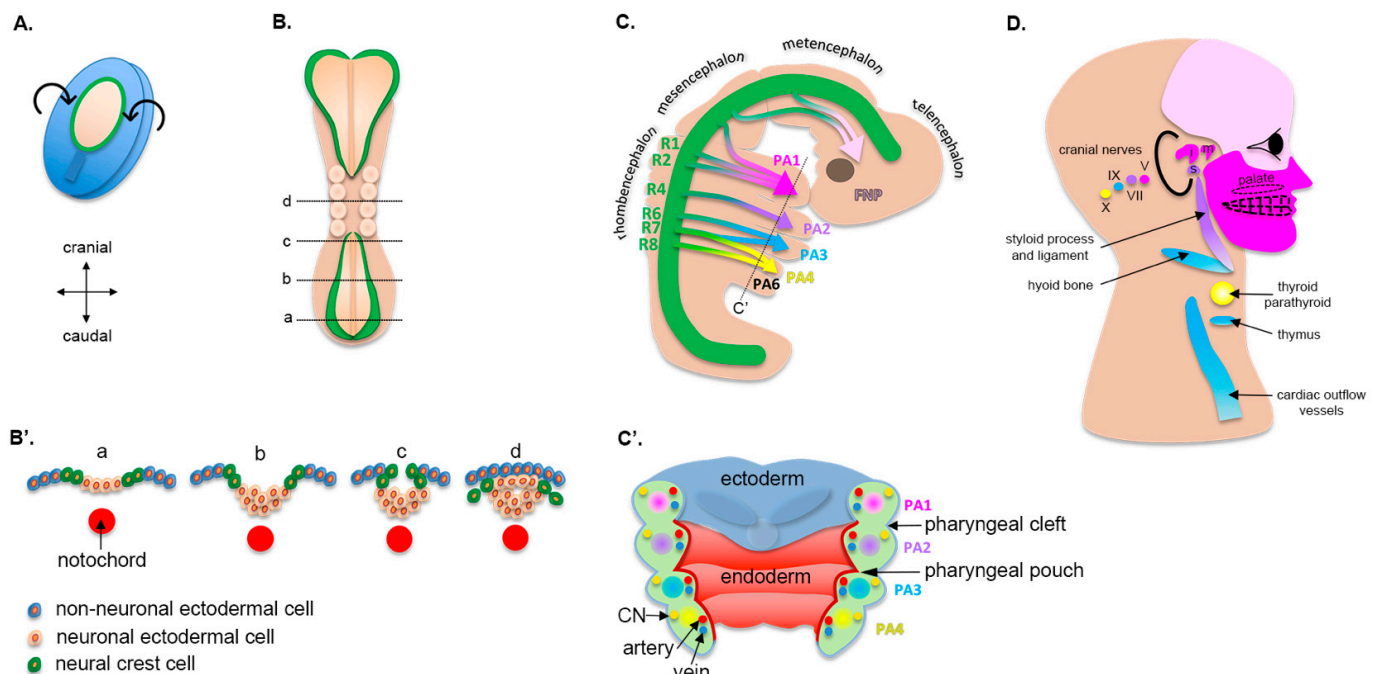 A.
cranial
caudal
B.
d
c
b
a
C.
rhombencephalon
mesencephalon
metencephalon
telencephalon
R1
R2
R4
R6
R7
R8
PA1
PA2
PA3
PA4
PA6
FNP
C'
D.
cranial nerves
V
IX
VII
X
i
m
s
palate
styloid process
and ligament
hyoid bone
thyroid
parathyroid
thymus
cardiac outflow
vessels
B'.
a
b
c
d
notochord
non-neuronal ectodermal cell
neuronal ectodermal cell
neural crest cell
C'.
ectoderm
endoderm
PA1
pharyngeal cleft
PA2
pharyngeal pouch
PA3
CN
PA4
artery
vein